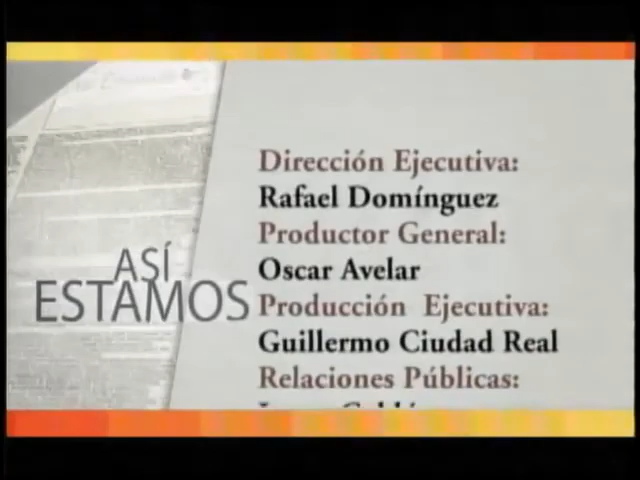 ASÍ
ESTAMOS
Dirección Ejecutiva:
Rafael Domínguez
Productor General:
Oscar Avelar
Producción Ejecutiva:
Guillermo Ciudad Real
Relaciones Públicas: